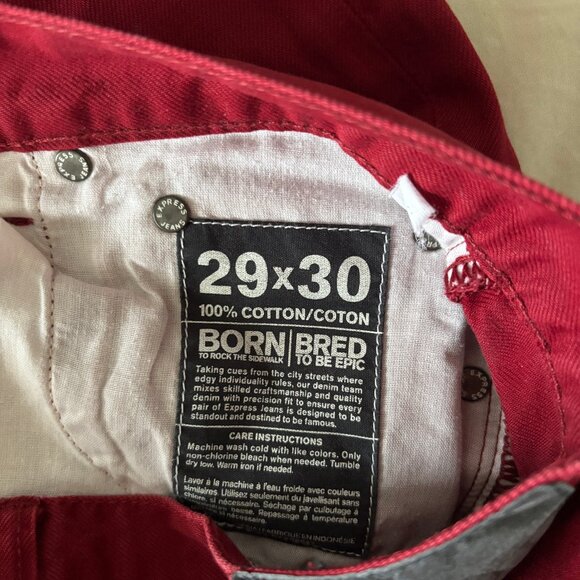 EXPRESS JEANS
EXPRESS
JEANS
29x30
100% COTTON/COTON
BORN BRED
TO ROCK THE SIDEWALK TO BE EPIC
Taking cues from the city streets where
edgy individuality rules, our denim team
mixes skilled craftsmanship and quality
denim with precision fit to ensure every
pair of Express Jeans is designed to be
standout and destined to be famous.
CARE INSTRUCTIONS
Machine wash cold with like colors. Only
non-chlorine bleach when needed. Tumble
dry low. Warm iron if needed.
Laver à la machine à l'eau froide avec couleurs
similaires. Utilisez seulement du javellisant sans
chlore, si nécessaire. Séchage par culbutage à
si nécessaire. Repassage à température
FABRIQUE EN INDONÉSIE